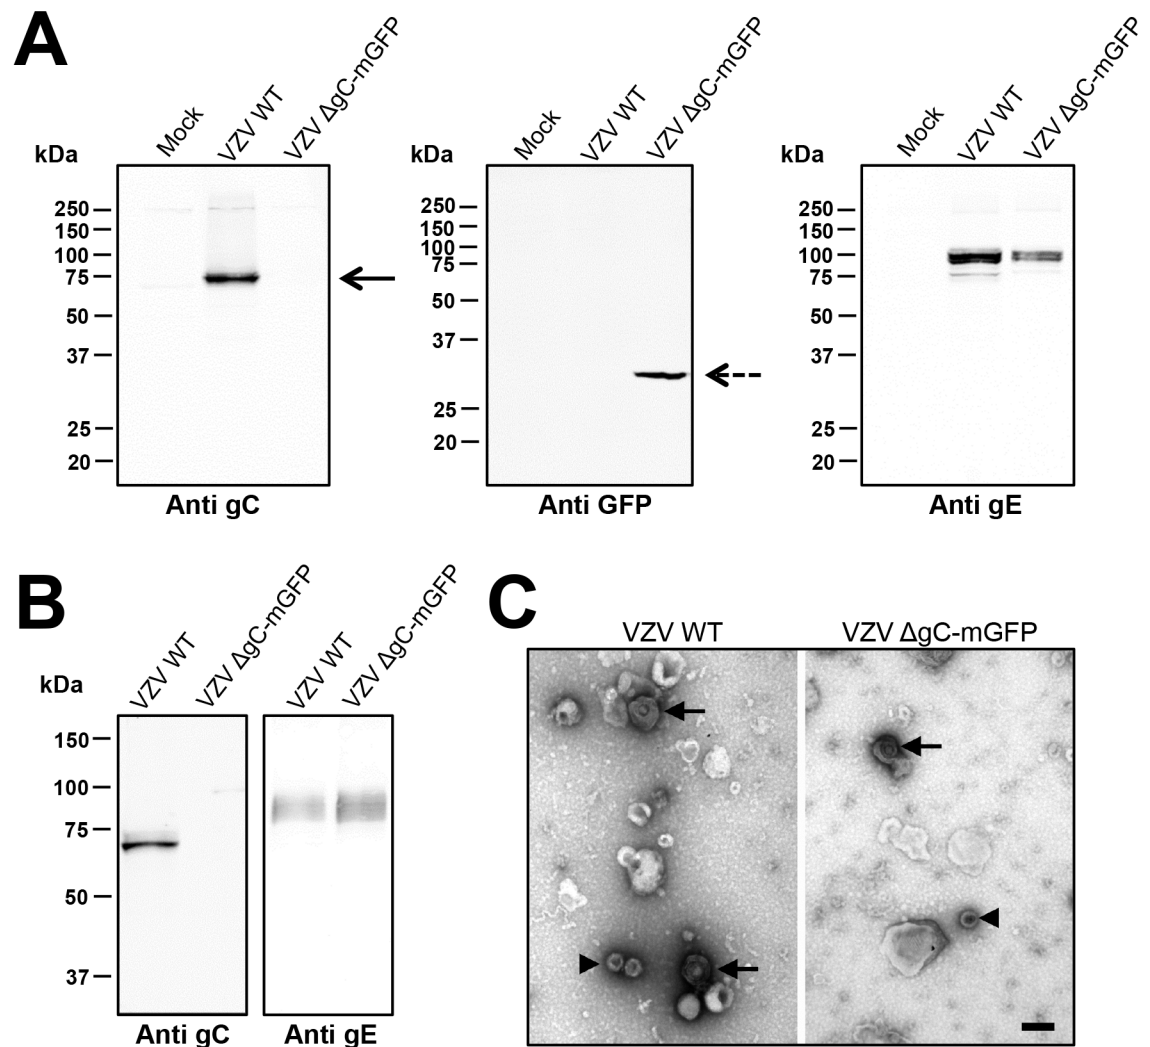 A
Mock
VZV WT
VZV ΔgC-mGFP
kDa
250
150
100
75
50
37
25
20
Anti gC
Mock
VZV WT
VZV ΔgC-mGFP
kDa
250
150
100
75
50
37
25
20
Anti GFP
Mock
VZV WT
VZV ΔgC-mGFP
kDa
250
150
100
75
50
37
25
20
Anti gE
B
VZV WT
VZV ΔgC-mGFP
VZV WT
VZV ΔgC-mGFP
kDa
150
100
75
50
37
Anti gC
Anti gE
C
VZV WT
VZV ΔgC-mGFP